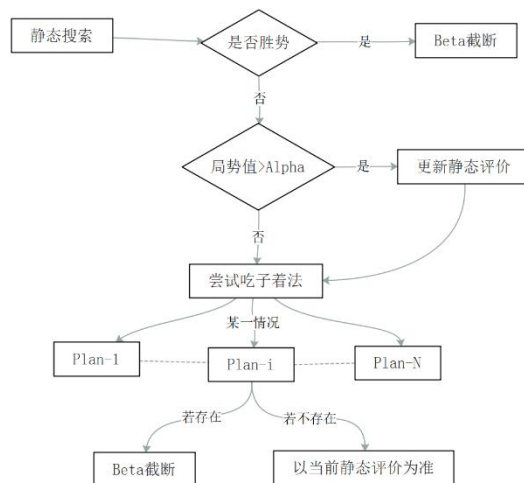 静态搜索
是否胜势
是
Beta截断
否
局势值>Alpha
是
更新静态评价
否
尝试吃子着法
某一情况
Plan-1
Plan-i
Plan-N
若存在
若不存在
Beta截断
以当前静态评价为准